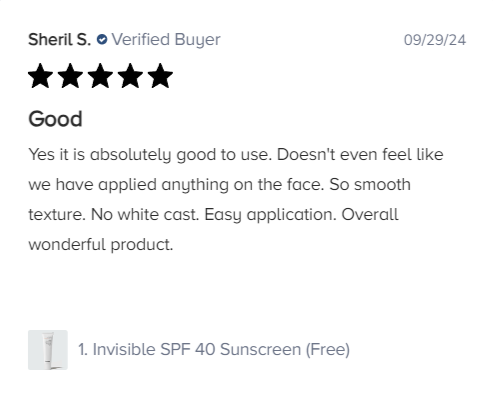 Sheril S. Verified Buyer 09/29/24
Good
Yes it is absolutely good to use. Doesn't even feel like
we have applied anything on the face. So smooth
texture. No white cast. Easy application. Overall
wonderful product.
1. Invisible SPF 40 Sunscreen (Free)